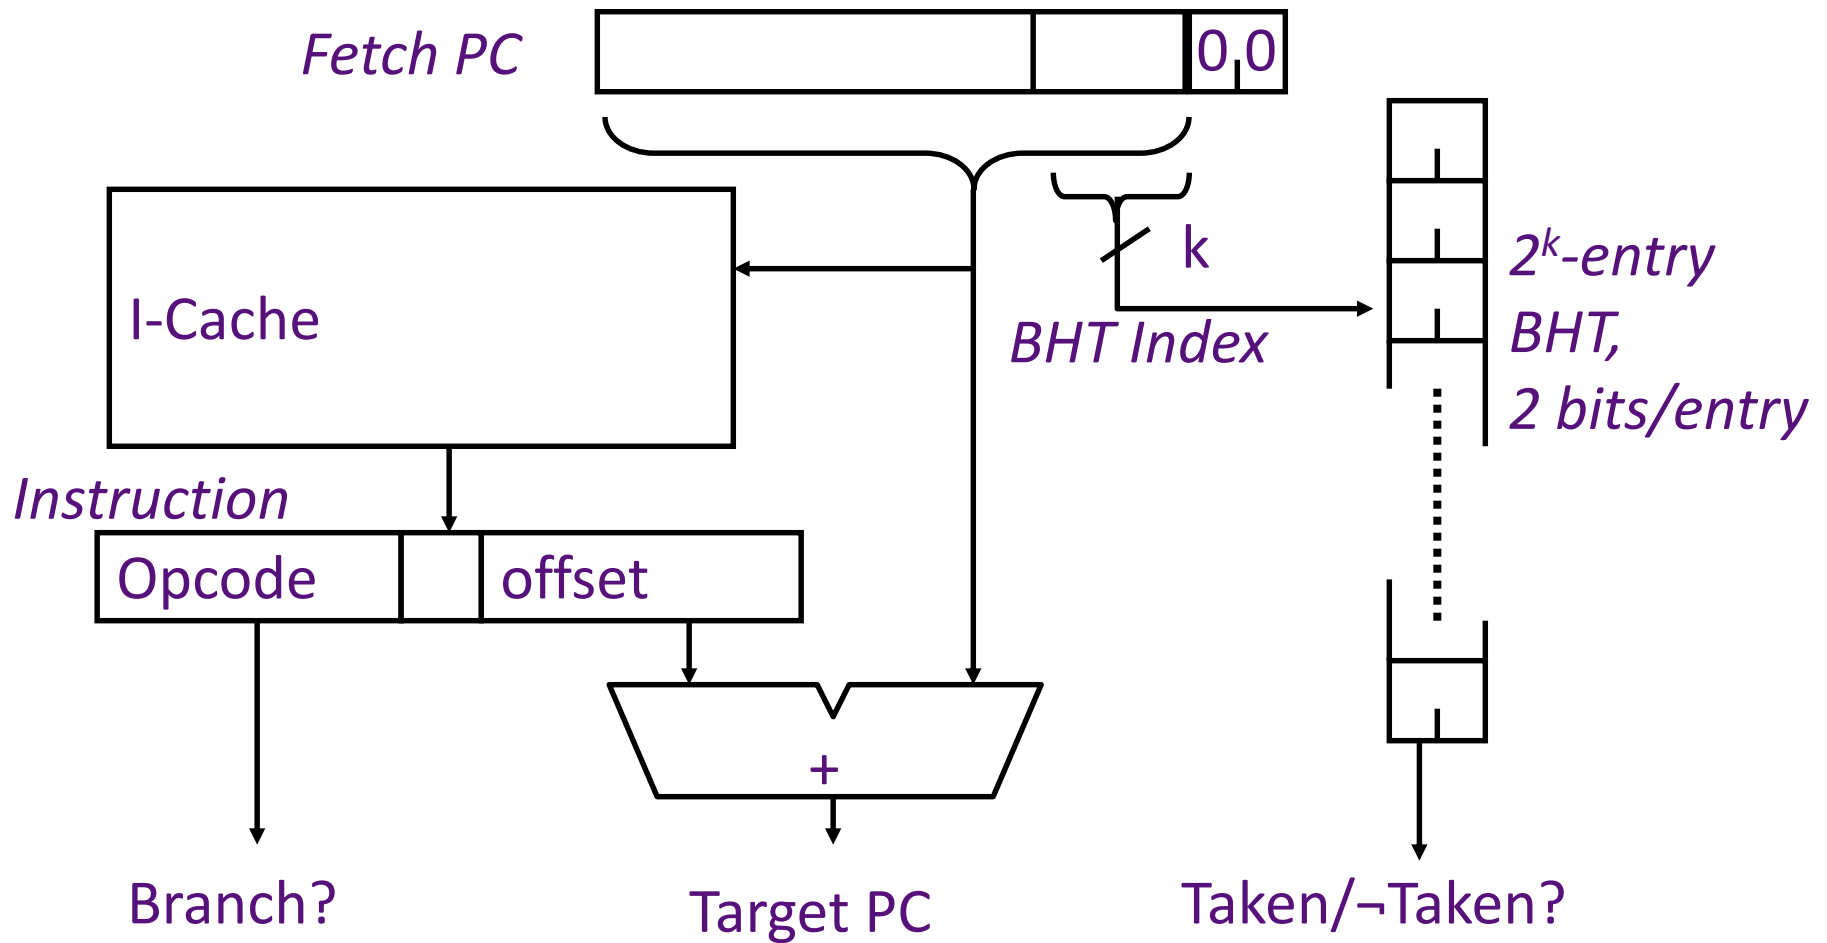 Fetch PC
0 0
k
2ᵏ-entry
BHT,
2 bits/entry
I-Cache
BHT Index
Instruction
Opcode
offset
+
Branch?
Target PC
Taken/¬Taken?